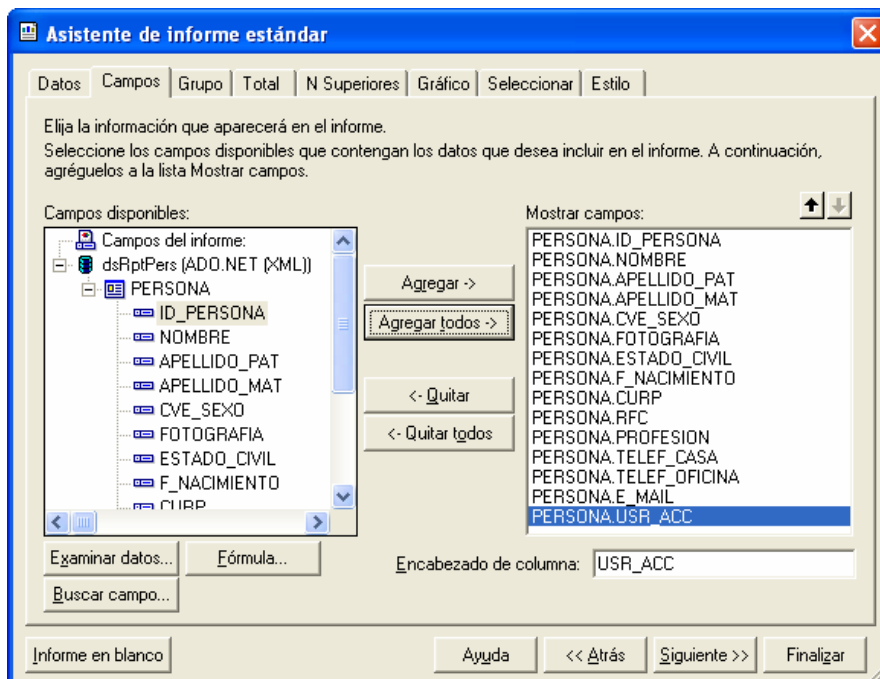 Asistente de informe estándar
Datos Campos Grupo Total N Superiores Gráfico Seleccionar Estilo
Elija la información que aparecerá en el informe.
Seleccione los campos disponibles que contengan los datos que desea incluir en el informe. A continuación,
agréguelos a la lista Mostrar campos.
Campos disponibles:
Campos del informe:
dsRptPers (ADO.NET (XML))
PERSONA
ID_PERSONA
NOMBRE
APELLIDO_PAT
APELLIDO_MAT
CVE_SEXO
FOTOGRAFIA
ESTADO_CIVIL
F_NACIMIENTO
CURP
Agregar ->
Agregar todos ->
<- Quitar
<- Quitar todos
Mostrar campos:
PERSONA.ID_PERSONA
PERSONA.NOMBRE
PERSONA.APELLIDO_PAT
PERSONA.APELLIDO_MAT
PERSONA.CVE_SEXO
PERSONA.FOTOGRAFIA
PERSONA.ESTADO_CIVIL
PERSONA.F_NACIMIENTO
PERSONA.CURP
PERSONA.RFC
PERSONA.PROFESION
PERSONA.TELEF_CASA
PERSONA.TELEF_OFICINA
PERSONA.E_MAIL
PERSONA.USR_ACC
Examinar datos... Fórmula...
Buscar campo...
Encabezado de columna: USR_ACC
Informe en blanco Ayuda << Atrás Siguiente >> Finalizar